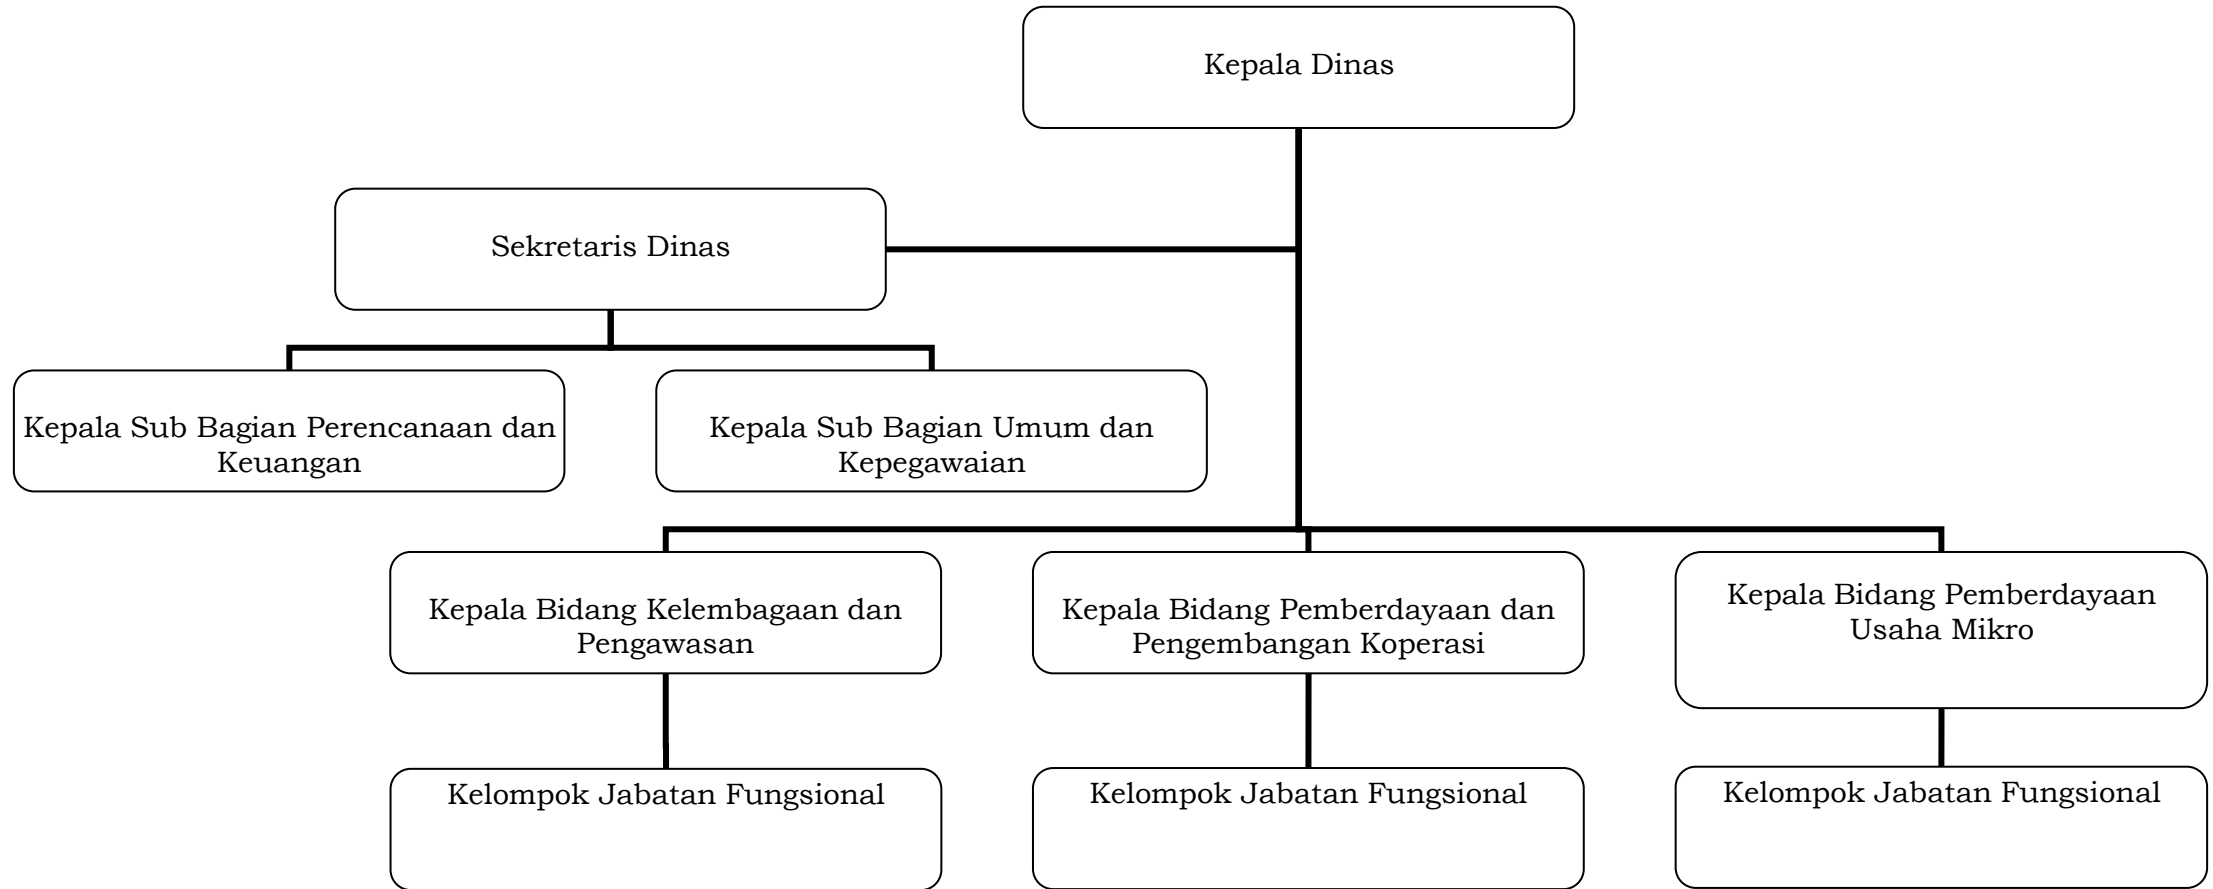 Kepala Dinas
Sekretaris Dinas
Kepala Sub Bagian Perencanaan dan
Keuangan
Kepala Sub Bagian Umum dan
Kepegawaian
Kepala Bidang Kelembagaan dan
Pengawasan
Kepala Bidang Pemberdayaan dan
Pengembangan Koperasi
Kepala Bidang Pemberdayaan
Usaha Mikro
Kelompok Jabatan Fungsional
Kelompok Jabatan Fungsional
Kelompok Jabatan Fungsional